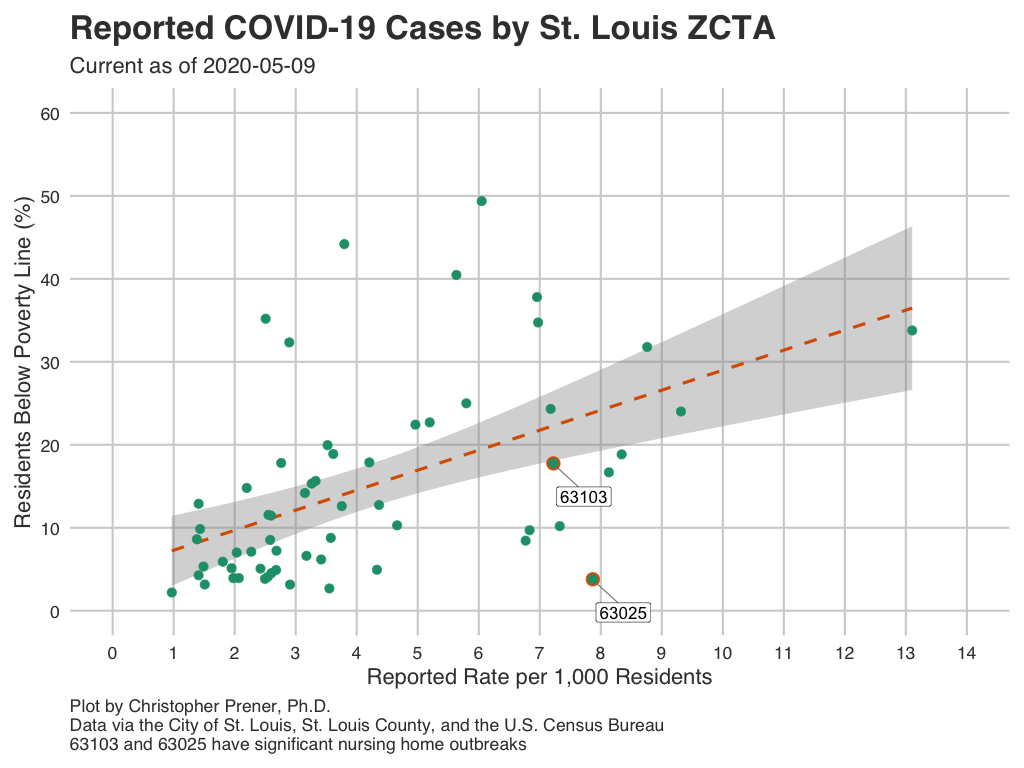 Reported COVID-19 Cases by St. Louis ZCTA
Current as of 2020-05-09
Residents Below Poverty Line (%)
60
50
40
30
20
10
0
63103
63025
0 1 2 3 4 5 6 7 8 9 10 11 12 13 14
Reported Rate per 1,000 Residents
Plot by Christopher Prener, Ph.D.
Data via the City of St. Louis, St. Louis County, and the U.S. Census Bureau
63103 and 63025 have significant nursing home outbreaks